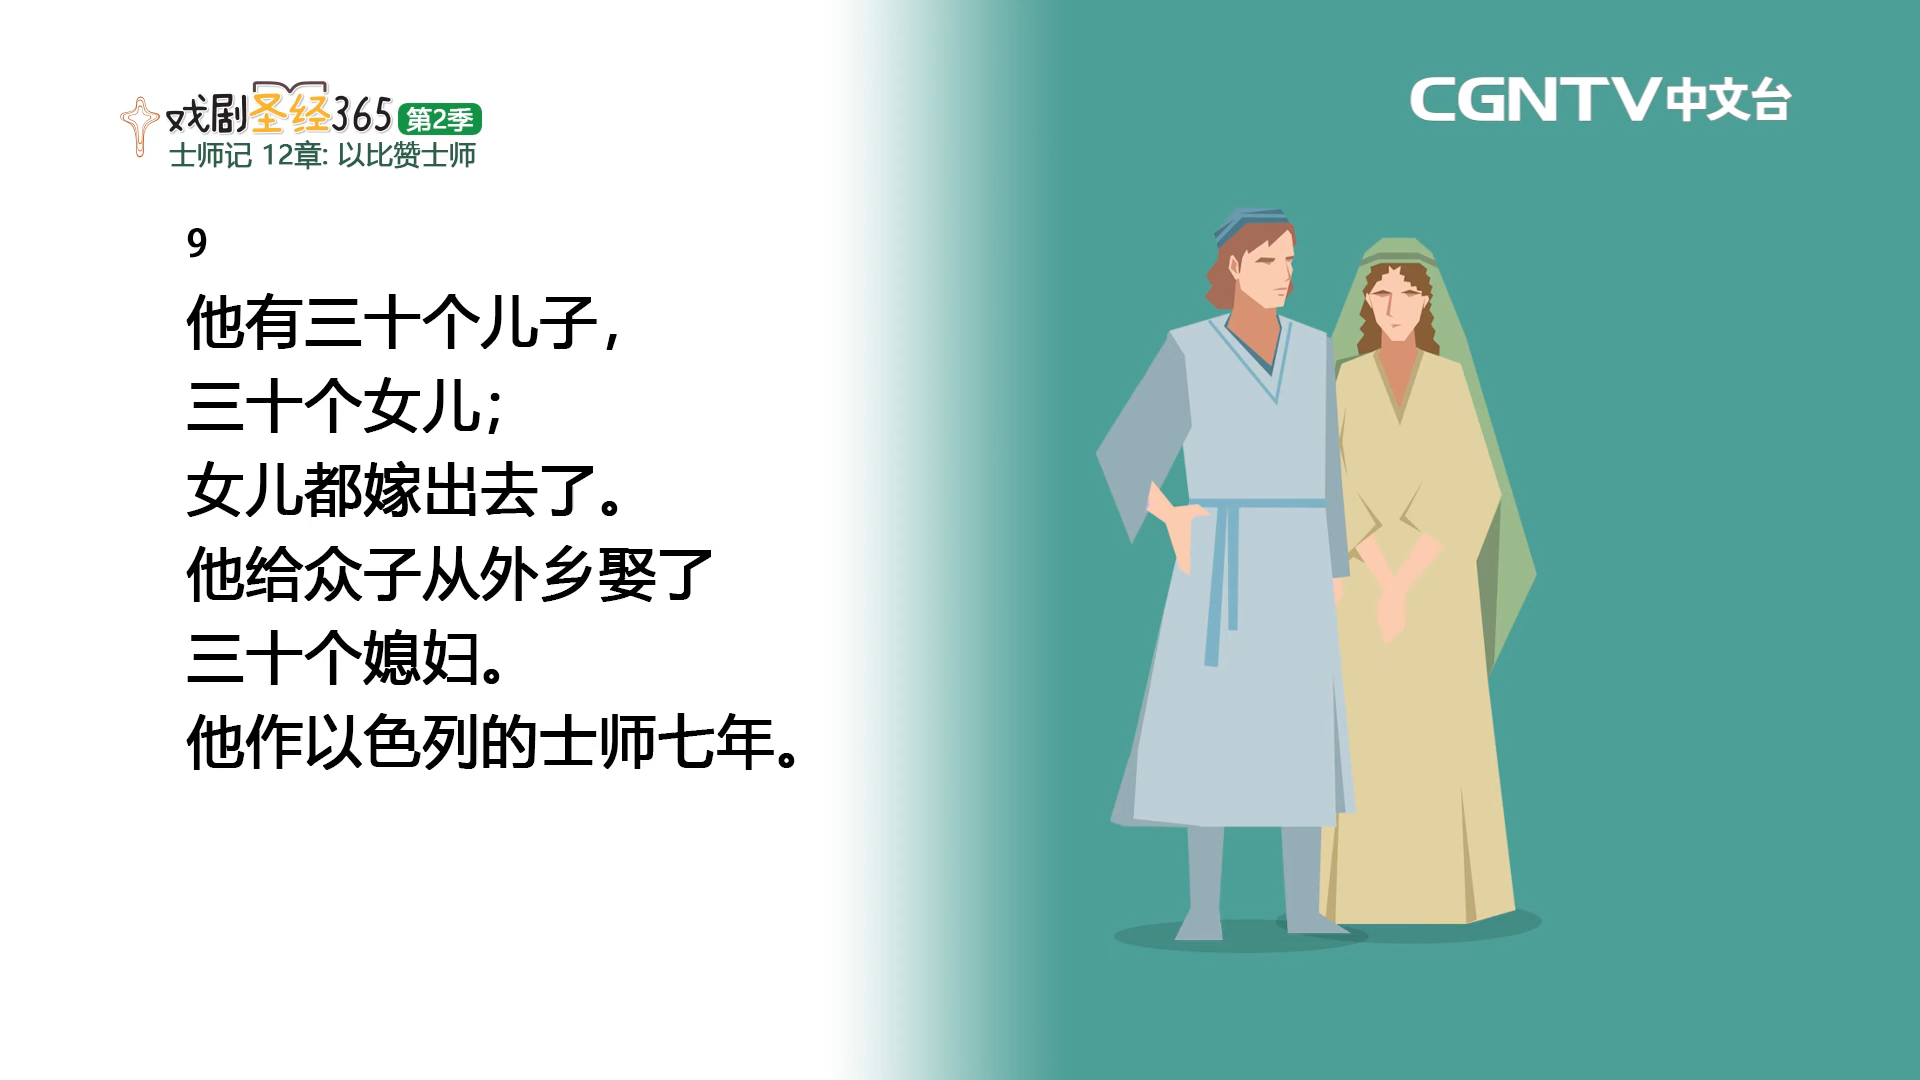 戏剧圣经365 第2季
士师记 12章: 以比赞士师
CGNTV中文台
9
他有三十个儿子，
三十个女儿；
女儿都嫁出去了。
他给众子从外乡娶了
三十个媳妇。
他作以色列的士师七年。